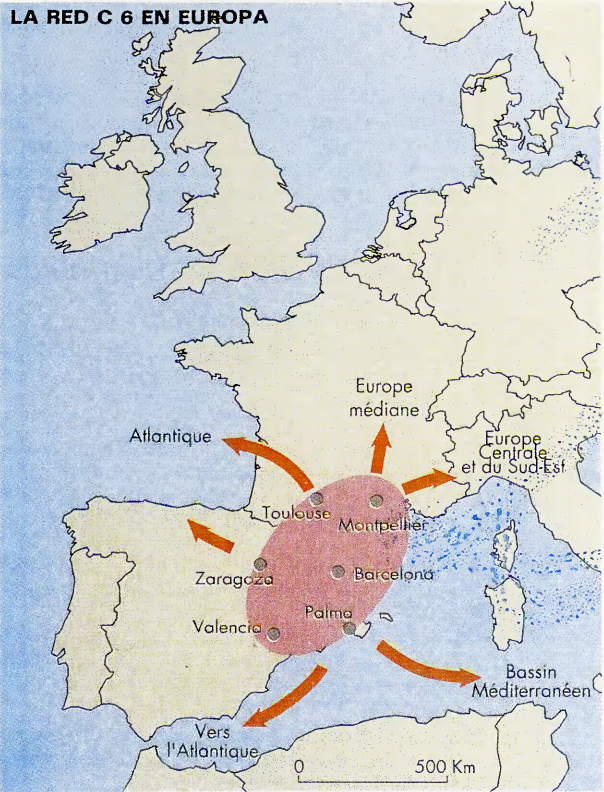 LA RED C 6 EN EUROPA
Europe
médiane
Atlantique
Europe
Centrale
et du Sud-Est
Toulouse
Montpellier
Zaragoza
Barcelona
Palma
Valencia
Bassin
Méditerranéen
Vers
l'Atlantique
0 500 Km